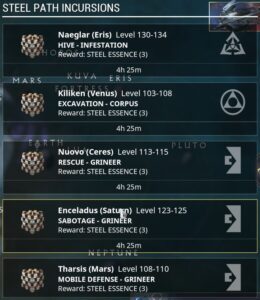 STEEL PATH INCURSIONS
Naeglar (Eris) Level 130-134
HIVE - INFESTATION
Reward: STEEL ESSENCE (3)
4h 25m
MARS
KUVA
ERIS
FORTRESS
Kiliken (Venus) Level 103-108
EXCAVATION - CORPUS
Reward: STEEL ESSENCE (3)
4h 25m
Nuovo (Ceres) Level 113-115
RESCUE - GRINEER
EARTH
PLUTO
Reward: STEEL ESSENCE (3)
4h 25m
Enceladus (Saturn) Level 123-125
SABOTAGE - GRINEER
Reward: STEEL ESSENCE (3)
4h 25m
NEPTUNE
Tharsis (Mars) Level 108-110
MOBILE DEFENSE - GRINEER
Reward: STEEL ESSENCE (3)